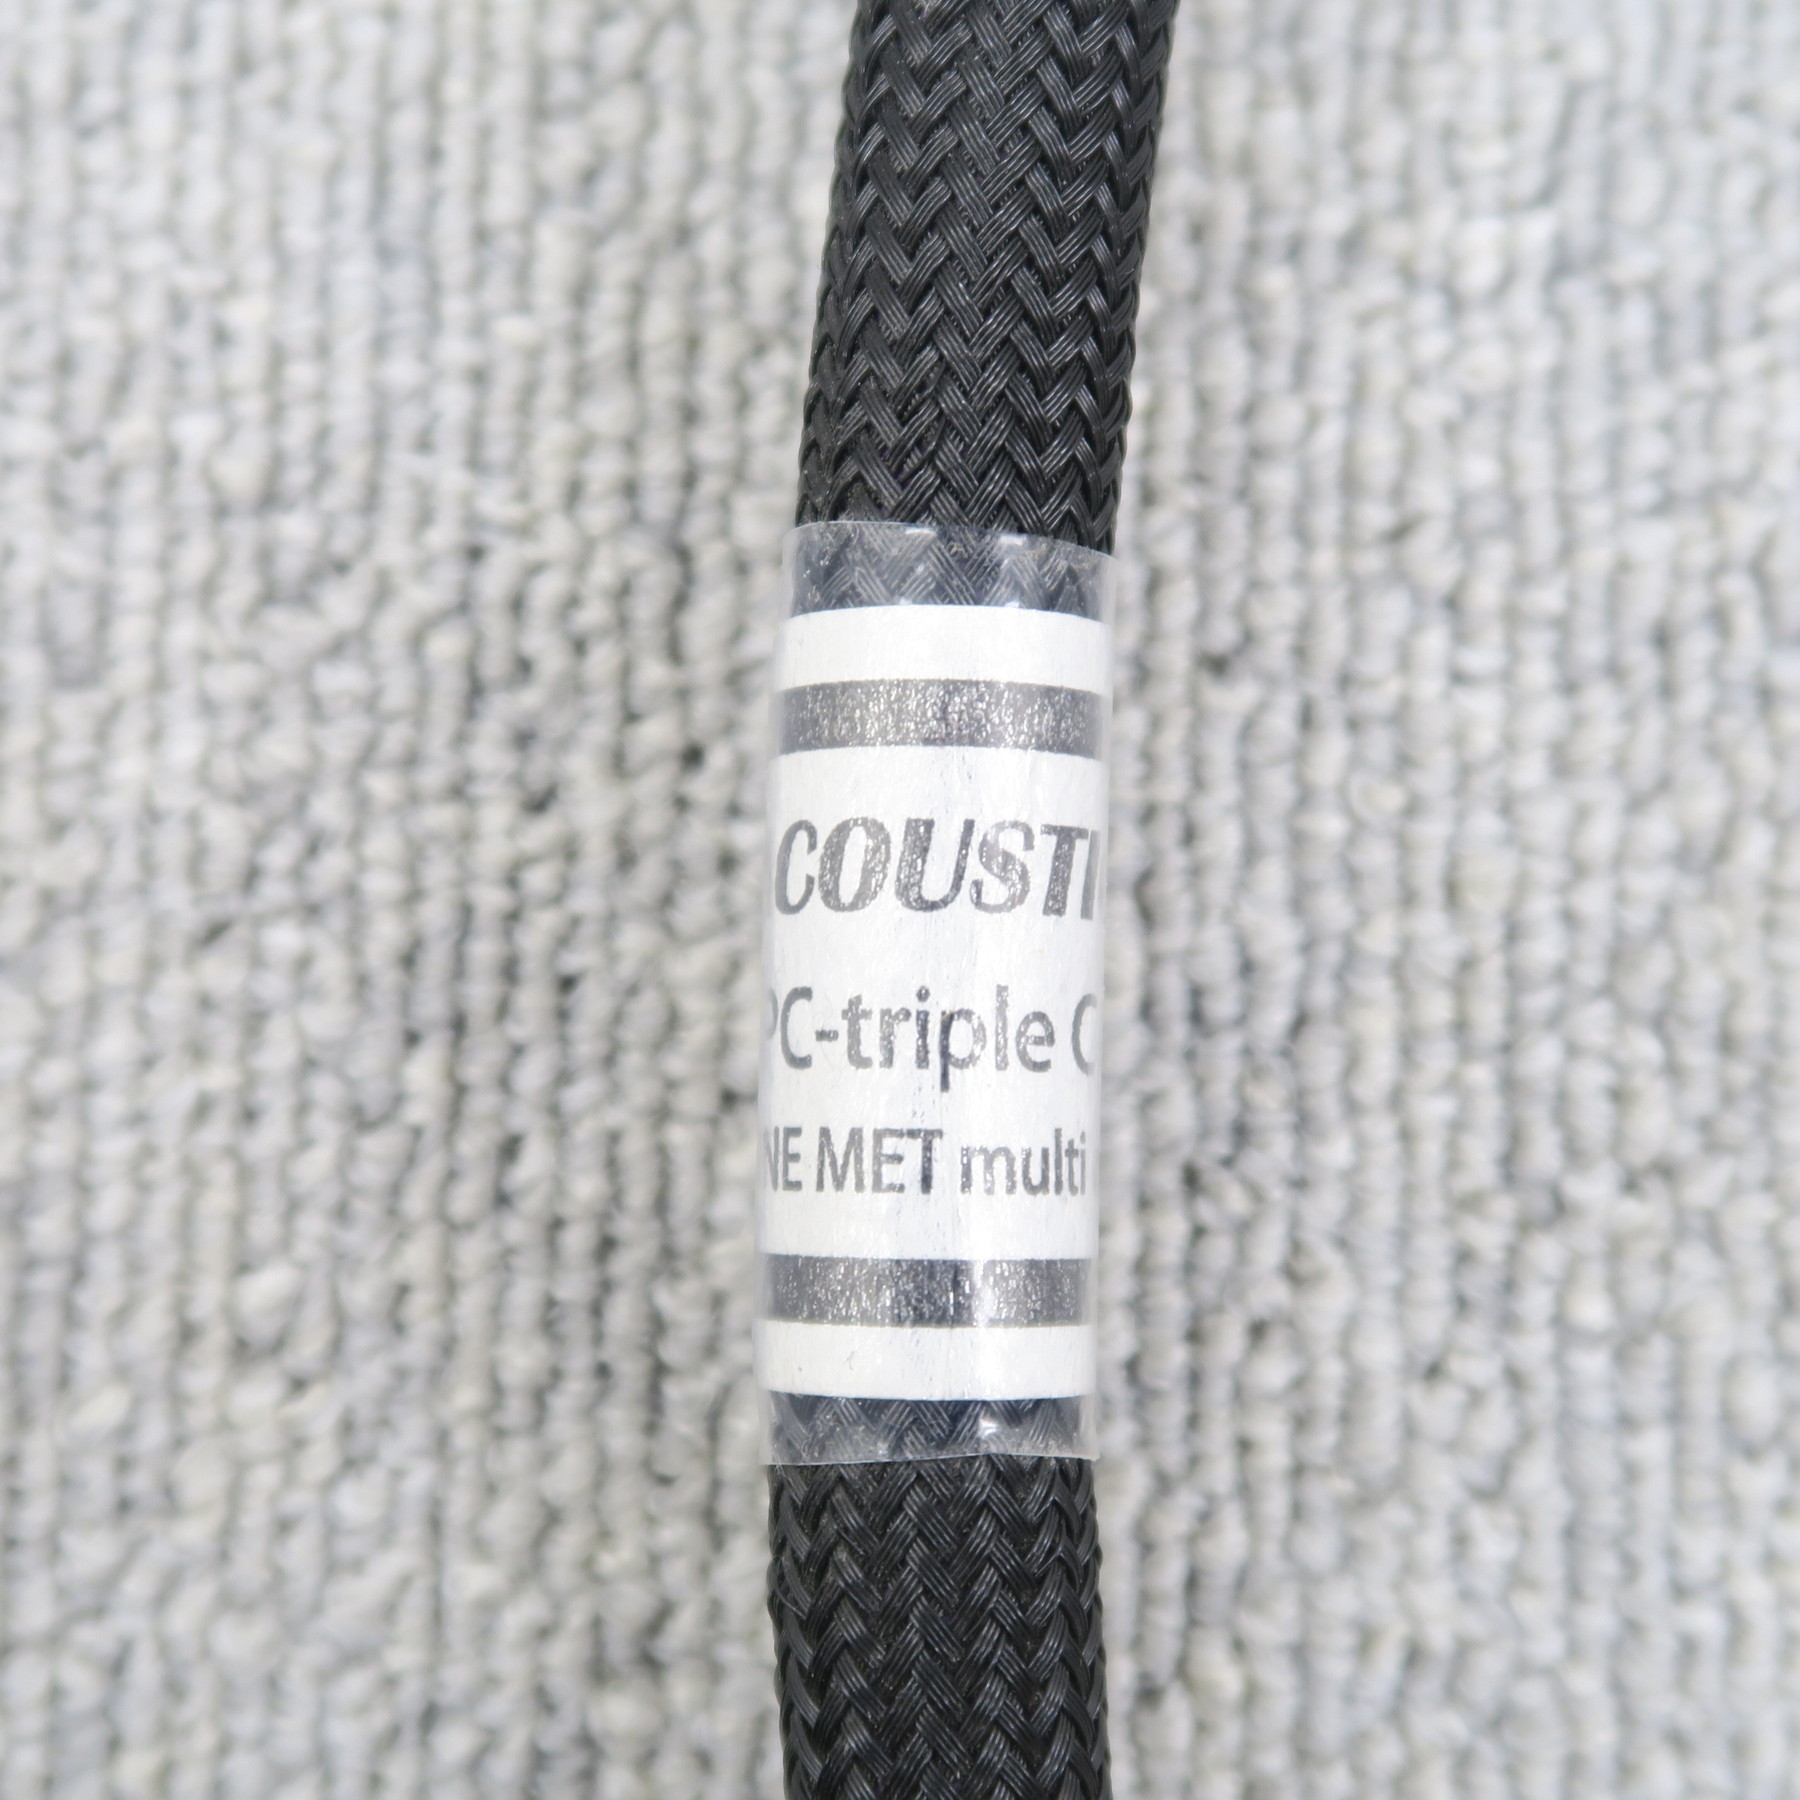 COUSTI
PC-triple C
NE MET multi